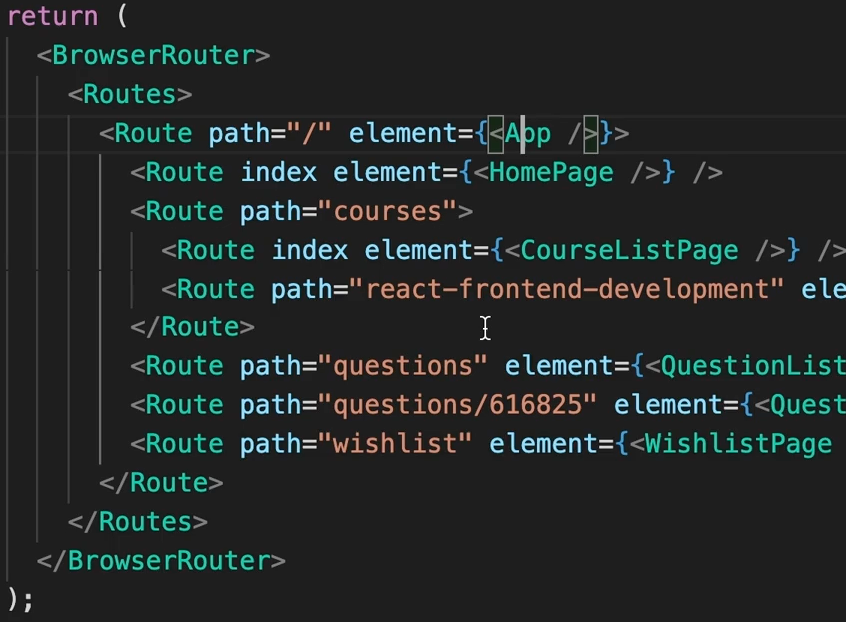 return (
<BrowserRouter>
<Routes>
<Route path="/" element={<App />}>
<Route index element={<HomePage />} />
<Route path="courses">
<Route index element={<CourseListPage />} />
<Route path="react-frontend-development" ele
</Route>
<Route path="questions" element={<QuestionList
<Route path="questions/616825" element={<Quest
<Route path="wishlist" element={<WishlistPage
</Route>
</Routes>
</BrowserRouter>
);